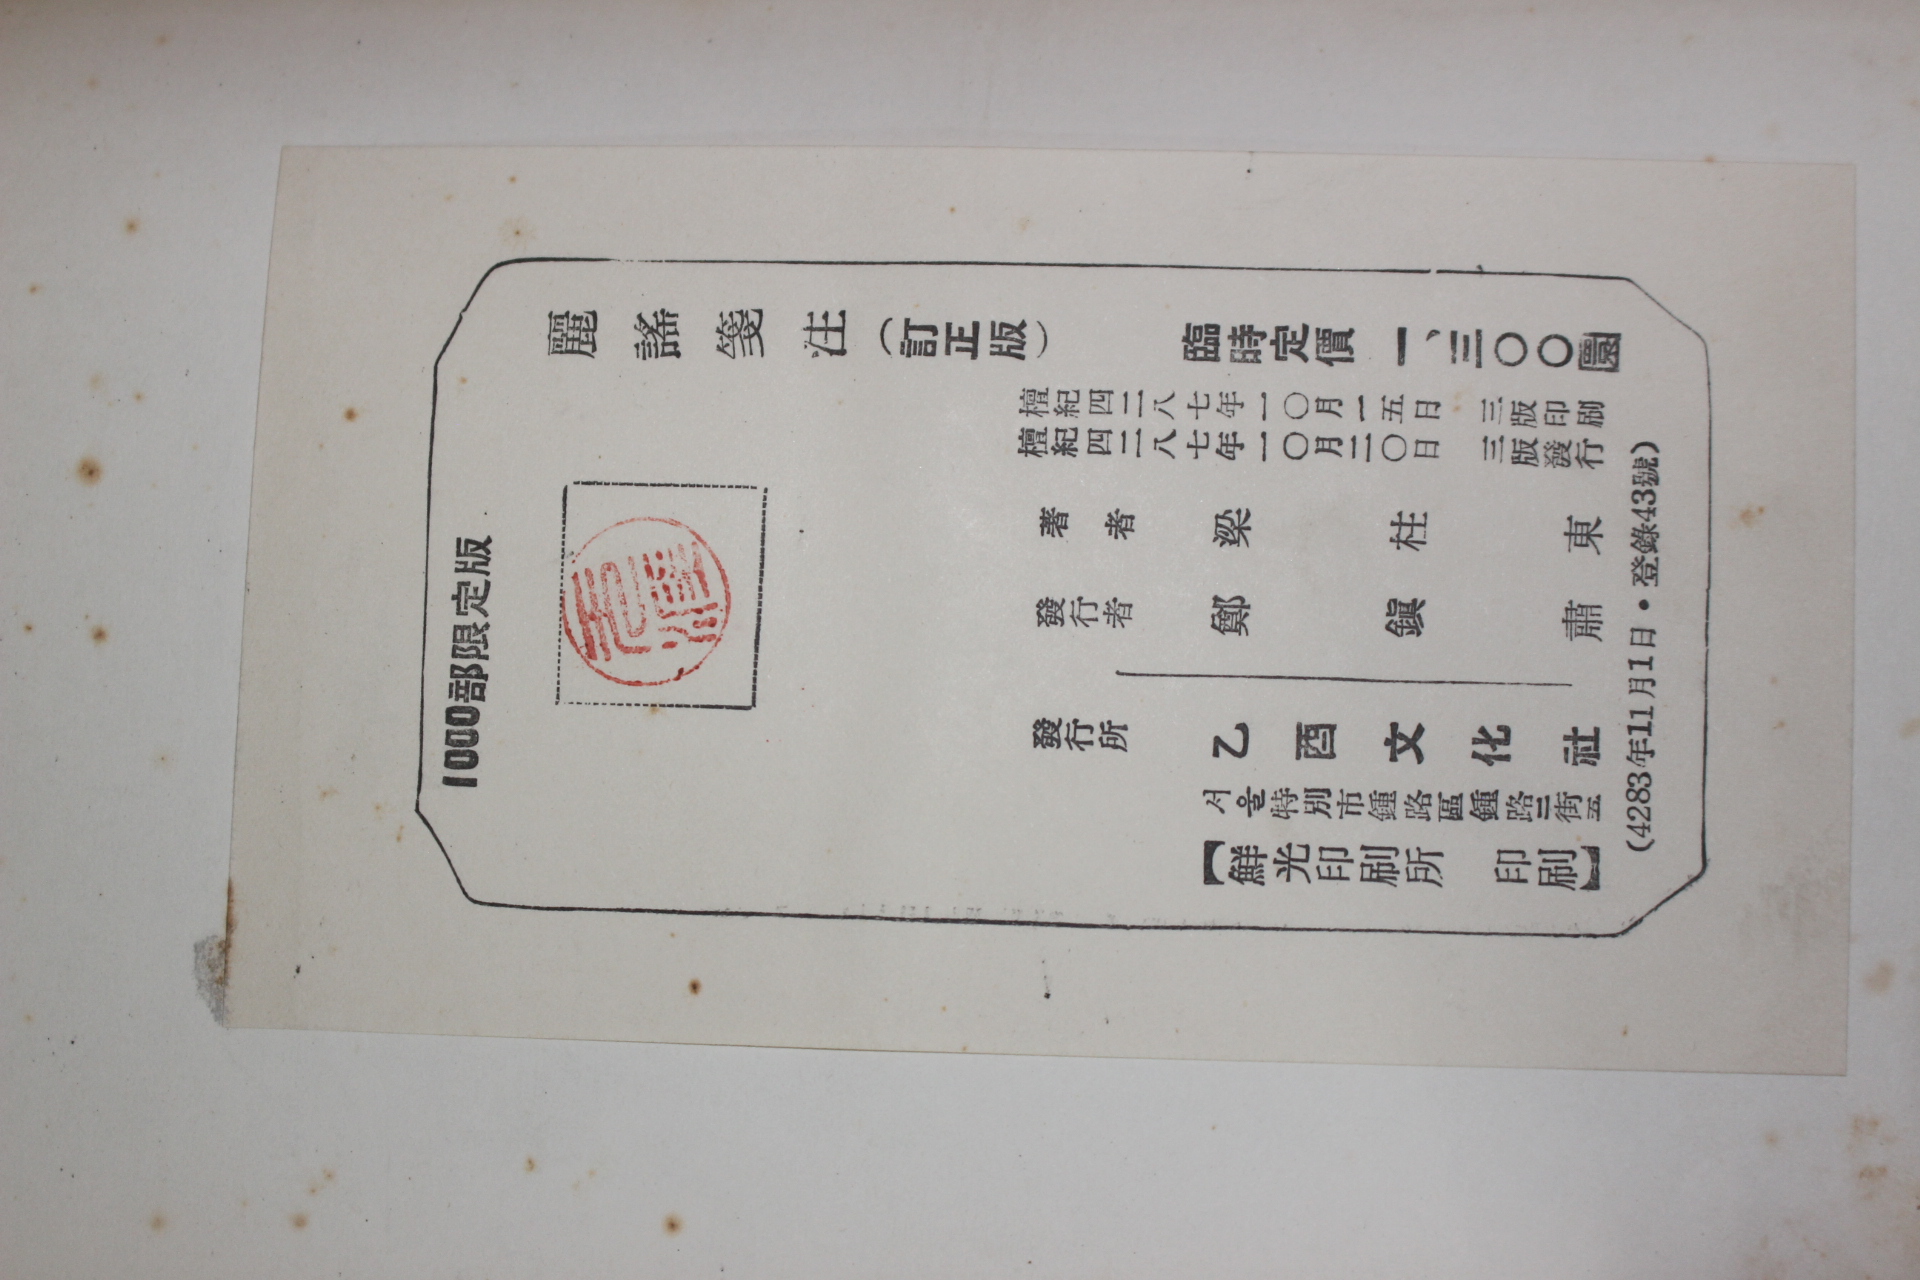 麗謠箋注(訂正版)
臨時定價 一、三〇〇圜
檀紀四二八七年一〇月一五日 三版印刷
檀紀四二八七年一〇月二〇日 三版發行
著者 梁柱東
發行者 鄭鎭肅
發行所 乙酉文化社
서울特別市鍾路區鍾路二街五
【鮮光印刷所 印刷】
(4283年11月1日・登錄43號)
1000部限定版